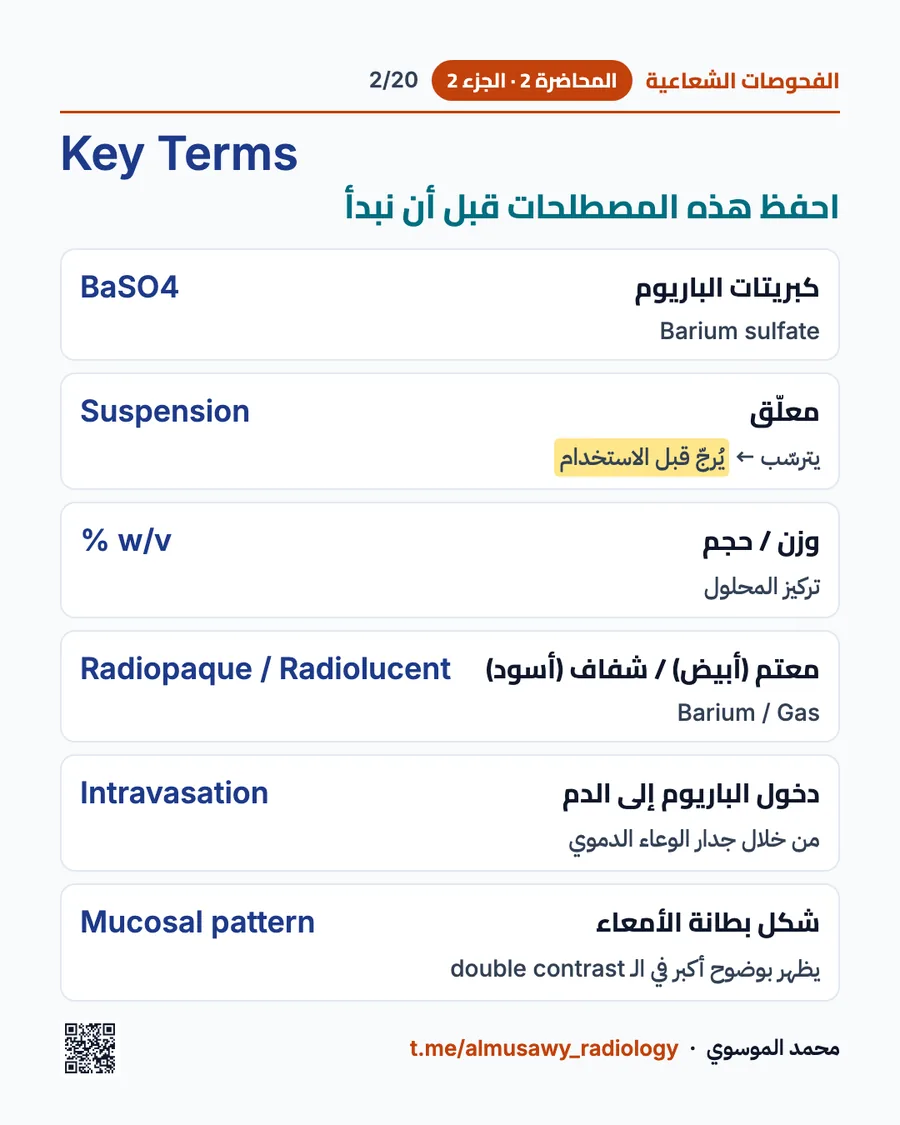 الفحوصات الشعاعية المحاضرة 2 · الجزء 2 2/20
Key Terms
احفظ هذه المصطلحات قبل أن نبدأ
BaSO4 كبريتات الباريوم
Barium sulfate
Suspension معلّق
يترسّب ← يُرجّ قبل الاستخدام
% w/v وزن / حجم
تركيز المحلول
Radiopaque / Radiolucent معتم (أبيض) / شفاف (أسود)
Barium / Gas
Intravasation دخول الباريوم إلى الدم
من خلال جدار الوعاء الدموي
Mucosal pattern شكل بطانة الأمعاء
يظهر بوضوح أكبر في الـ double contrast
محمد الموسوي · t.me/almusawy_radiology